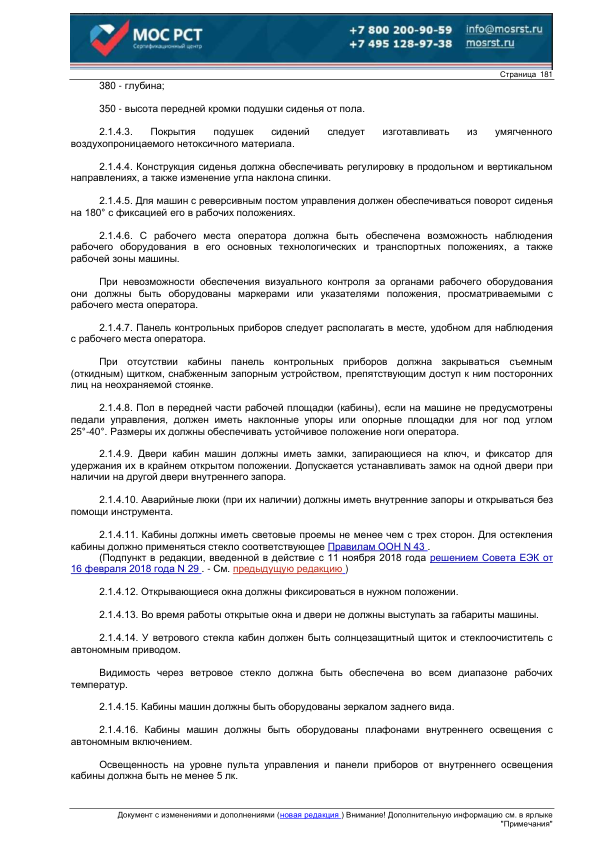 МОС РСТ
Сертификационный центр
+7 800 200-90-59
+7 495 128-97-38
info@mosrst.ru
mosrst.ru
Страница 181
380 - глубина;
350 - высота передней кромки подушки сиденья от пола.
2.1.4.3. Покрытия подушек сидений следует изготавливать из умягченного
воздухопроницаемого нетоксичного материала.
2.1.4.4. Конструкция сиденья должна обеспечивать регулировку в продольном и вертикальном
направлениях, а также изменение угла наклона спинки.
2.1.4.5. Для машин с реверсивным постом управления должен обеспечиваться поворот сиденья
на 180° с фиксацией его в рабочих положениях.
2.1.4.6. С рабочего места оператора должна быть обеспечена возможность наблюдения
рабочего оборудования в его основных технологических и транспортных положениях, а также
рабочей зоны машины.
При невозможности обеспечения визуального контроля за органами рабочего оборудования
они должны быть оборудованы маркерами или указателями положения, просматриваемыми с
рабочего места оператора.
2.1.4.7. Панель контрольных приборов следует располагать в месте, удобном для наблюдения
с рабочего места оператора.
При отсутствии кабины панель контрольных приборов должна закрываться съемным
(откидным) щитком, снабженным запорным устройством, препятствующим доступ к ним посторонних
лиц на неохраняемой стоянке.
2.1.4.8. Пол в передней части рабочей площадки (кабины), если на машине не предусмотрены
педали управления, должен иметь наклонные упоры или опорные площадки для ног под углом
25°-40°. Размеры их должны обеспечивать устойчивое положение ноги оператора.
2.1.4.9. Двери кабин машин должны иметь замки, запирающиеся на ключ, и фиксатор для
удержания их в крайнем открытом положении. Допускается устанавливать замок на одной двери при
наличии на другой двери внутреннего запора.
2.1.4.10. Аварийные люки (при их наличии) должны иметь внутренние запоры и открываться без
помощи инструмента.
2.1.4.11. Кабины должны иметь световые проемы не менее чем с трех сторон. Для остекления
кабины должно применяться стекло соответствующее Правилам ООН N 43 .
(Подпункт в редакции, введенной в действие с 11 ноября 2018 года решением Совета ЕЭК от
16 февраля 2018 года N 29 . - См. предыдущую редакцию )
2.1.4.12. Открывающиеся окна должны фиксироваться в нужном положении.
2.1.4.13. Во время работы открытые окна и двери не должны выступать за габариты машины.
2.1.4.14. У ветрового стекла кабин должен быть солнцезащитный щиток и стеклоочиститель с
автономным приводом.
Видимость через ветровое стекло должна быть обеспечена во всем диапазоне рабочих
температур.
2.1.4.15. Кабины машин должны быть оборудованы зеркалом заднего вида.
2.1.4.16. Кабины машин должны быть оборудованы плафонами внутреннего освещения с
автономным включением.
Освещенность на уровне пульта управления и панели приборов от внутреннего освещения
кабины должна быть не менее 5 лк.
Документ с изменениями и дополнениями (новая редакция ) Внимание! Дополнительную информацию см. в ярлыке
"Примечания"